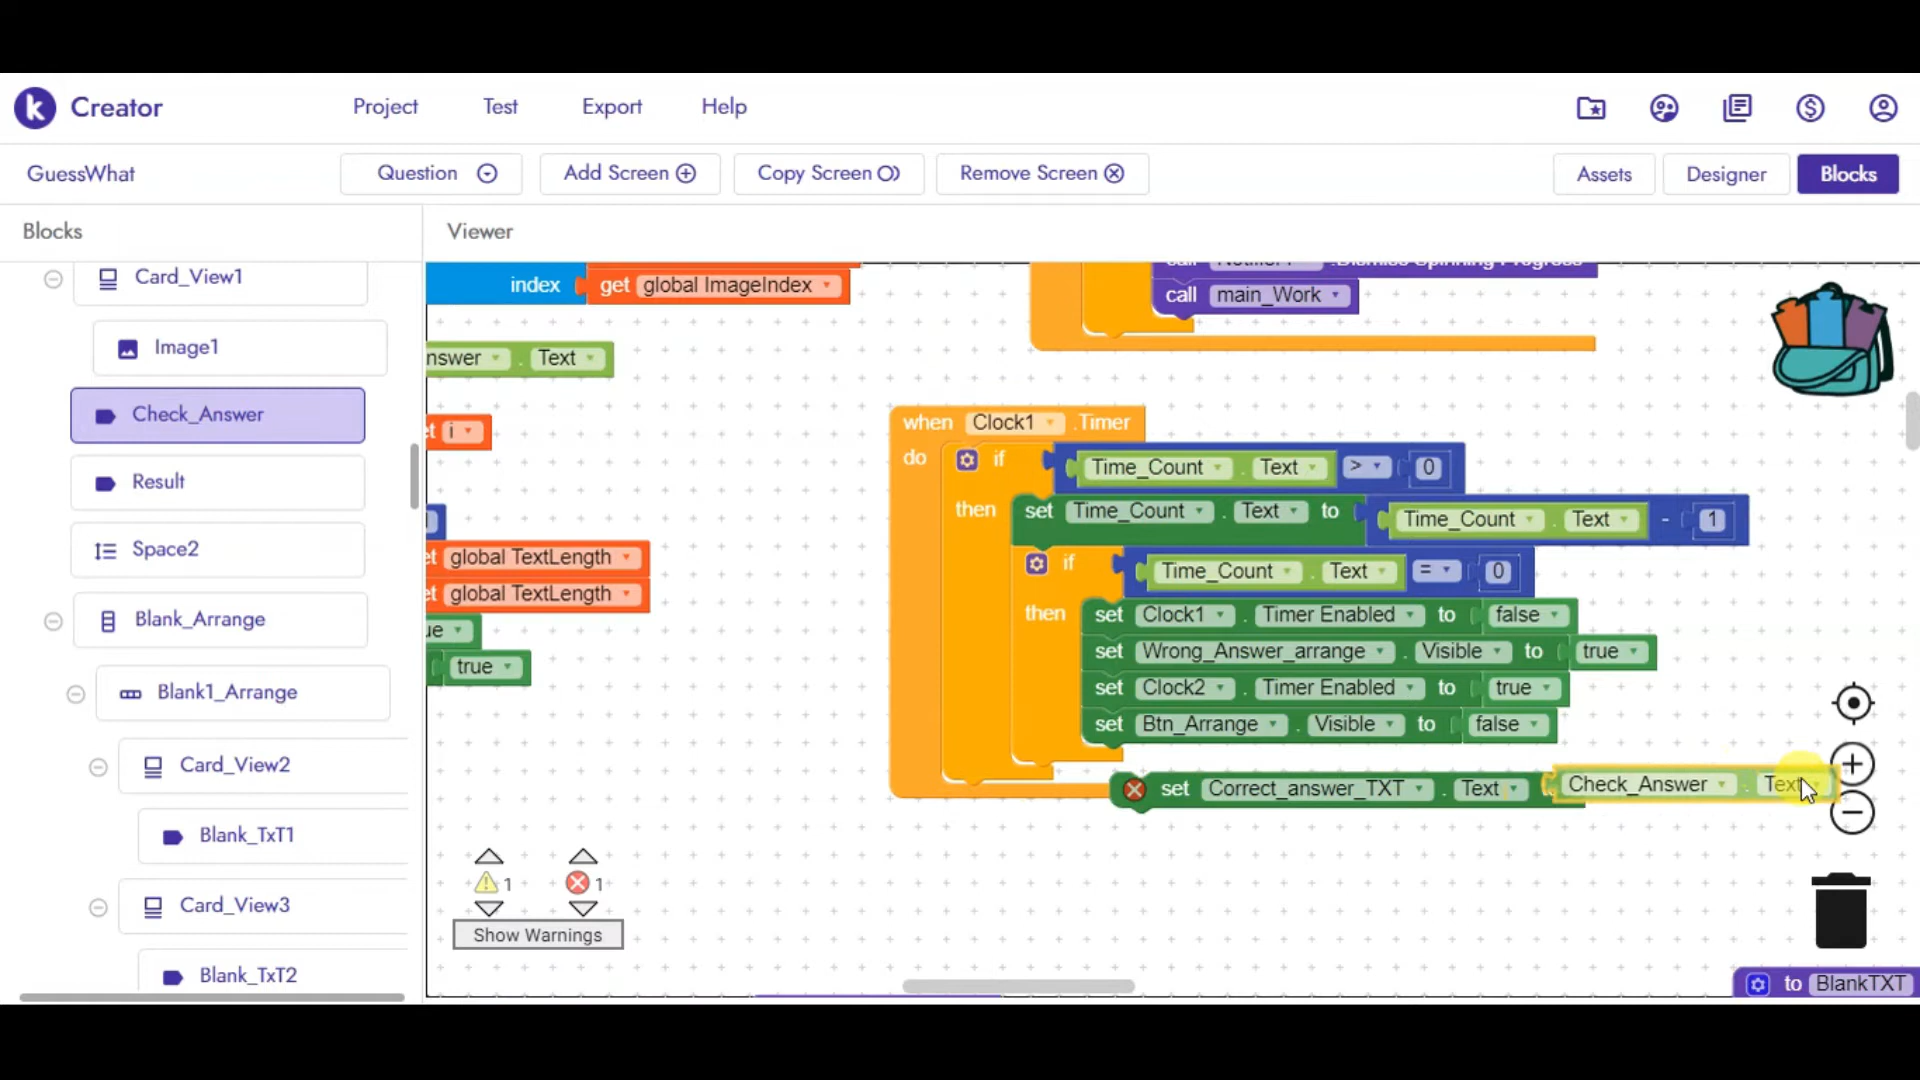 Creator
Project
Test
Export
Help
GuessWhat
Question
Add Screen
Copy Screen
Remove Screen
Assets
Designer
Blocks
Blocks
Viewer
Card_View1
Image1
Check_Answer
Result
Space2
Blank_Arrange
Blank1_Arrange
Card_View2
Blank_TxT1
Card_View3
Blank_TxT2
index get global ImageIndex
nswer . Text
et i
et global TextLength
et global TextLength
ue
true
call main_Work
when Clock1 .Timer
do if Time_Count . Text > 0
then set Time_Count . Text to Time_Count . Text - 1
if Time_Count . Text = 0
then set Clock1 . Timer Enabled to false
set Wrong_Answer_arrange . Visible to true
set Clock2 . Timer Enabled to true
set Btn_Arrange . Visible to false
set Correct_answer_TXT . Text Check_Answer . Text
1 1
Show Warnings
to BlankTXT